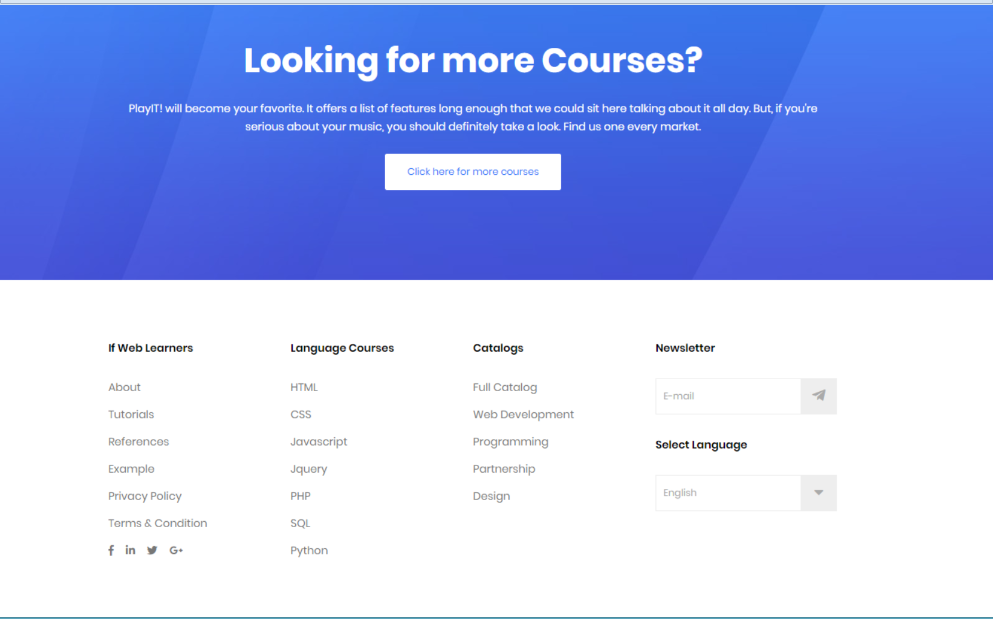 Looking for more Courses?
PlayIT! will become your favorite. It offers a list of features long enough that we could sit here talking about it all day. But, if you're
serious about your music, you should definitely take a look. Find us one every market.
Click here for more courses
If Web Learners
About
Tutorials
References
Example
Privacy Policy
Terms & Condition
Language Courses
HTML
CSS
Javascript
Jquery
PHP
SQL
Python
Catalogs
Full Catalog
Web Development
Programming
Partnership
Design
Newsletter
E-mail
Select Language
English